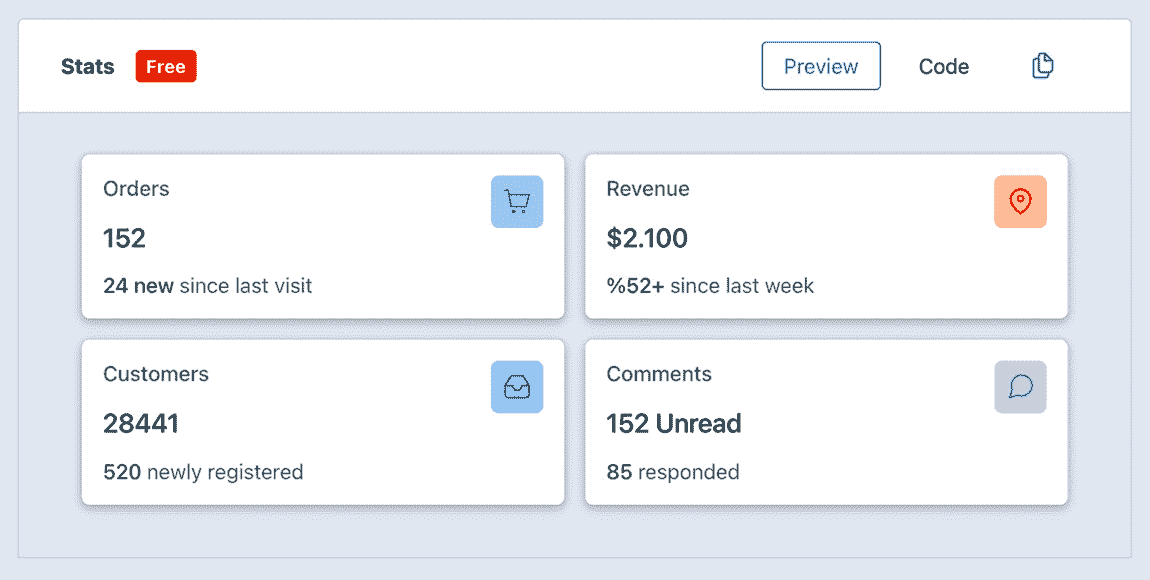 Stats Free Preview Code
Orders
152
24 new since last visit
Revenue
$2.100
%52+ since last week
Customers
28441
520 newly registered
Comments
152 Unread
85 responded